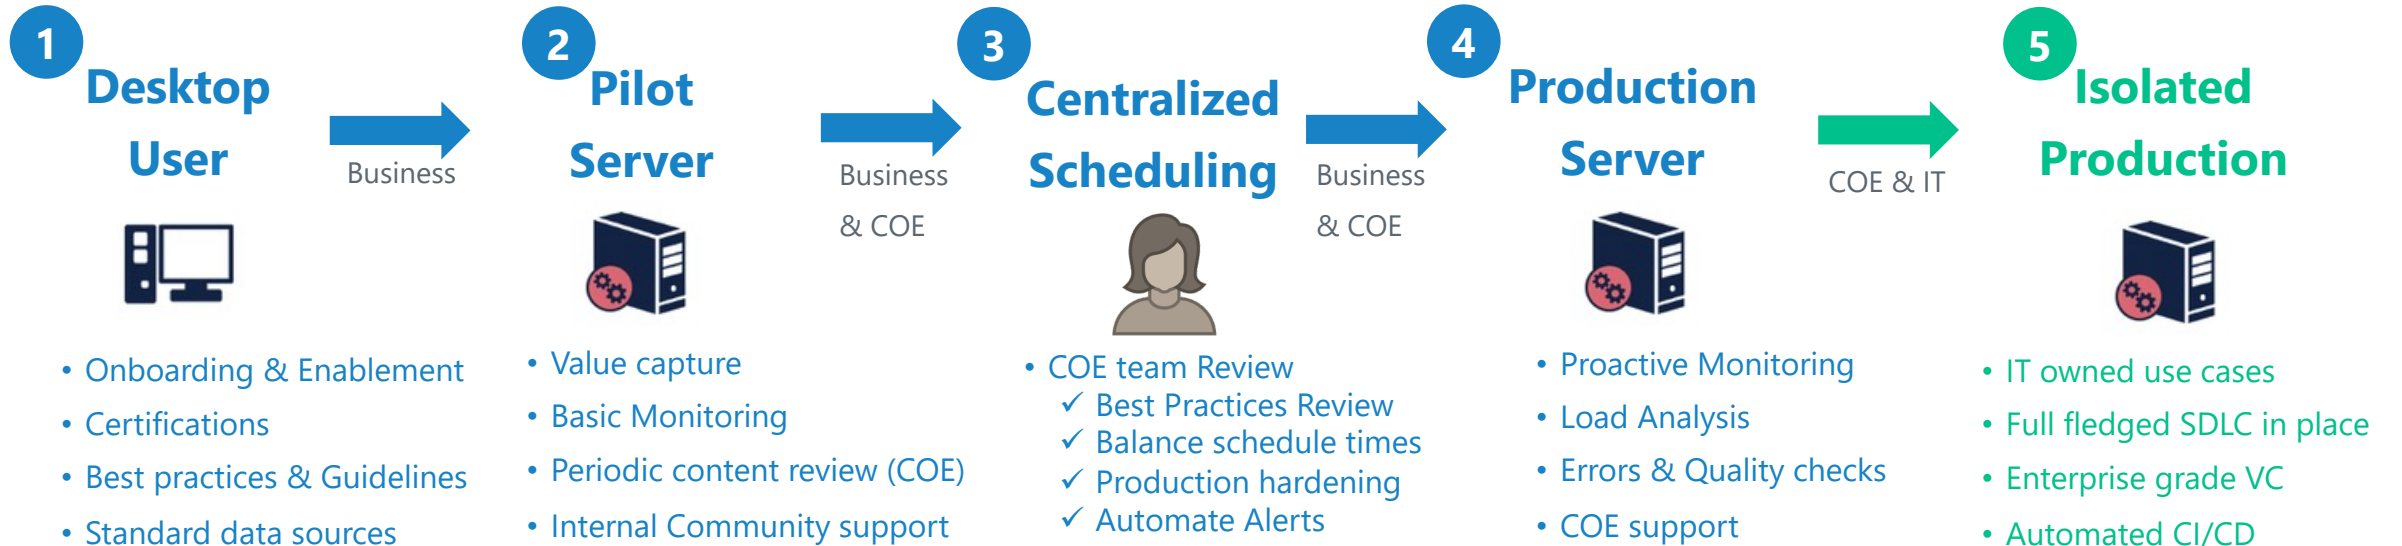 1
Desktop
User
Business
• Onboarding & Enablement
• Certifications
• Best practices & Guidelines
• Standard data sources
2
Pilot
Server
Business
& COE
• Value capture
• Basic Monitoring
• Periodic content review (COE)
• Internal Community support
3
Centralized
Scheduling
Business
& COE
• COE team Review
✓ Best Practices Review
✓ Balance schedule times
✓ Production hardening
✓ Automate Alerts
4
Production
Server
COE & IT
• Proactive Monitoring
• Load Analysis
• Errors & Quality checks
• COE support
5
Isolated
Production
• IT owned use cases
• Full fledged SDLC in place
• Enterprise grade VC
• Automated CI/CD